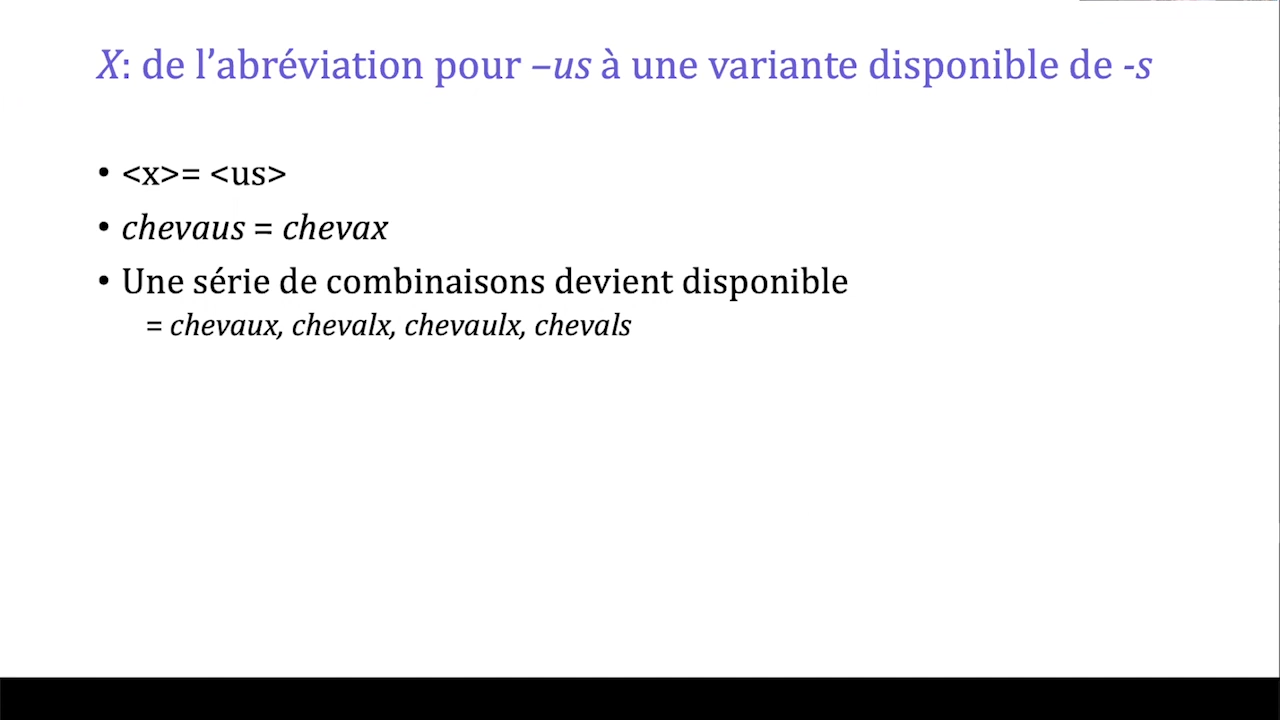 X: de l’abréviation pour –us à une variante disponible de -s
• <x>= <us>
• chevaus = chevax
• Une série de combinaisons devient disponible
= chevaux, chevalx, chevaulx, chevals